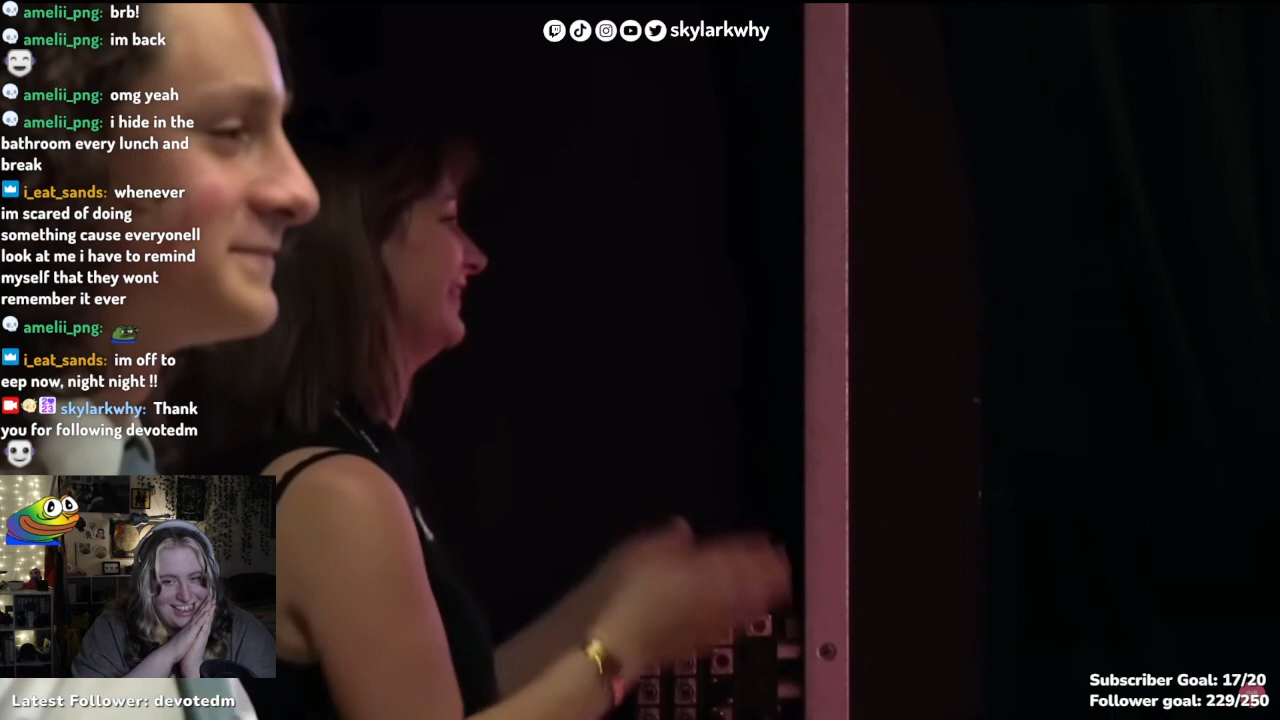 amelii_png: brb!
amelii_png: im back
amelii_png: omg yeah
amelii_png: i hide in the
bathroom every lunch and
break
i_eat_sands: whenever
im scared of doing
something cause everyonell
look at me i have to remind
myself that they wont
remember it ever
amelii_png:
i_eat_sands: im off to
eep now, night night !!
skylarkwhy: Thank
you for following devotedm
skylarkwhy
Latest Follower: devotedm
Subscriber Goal: 17/20
Follower goal: 229/250